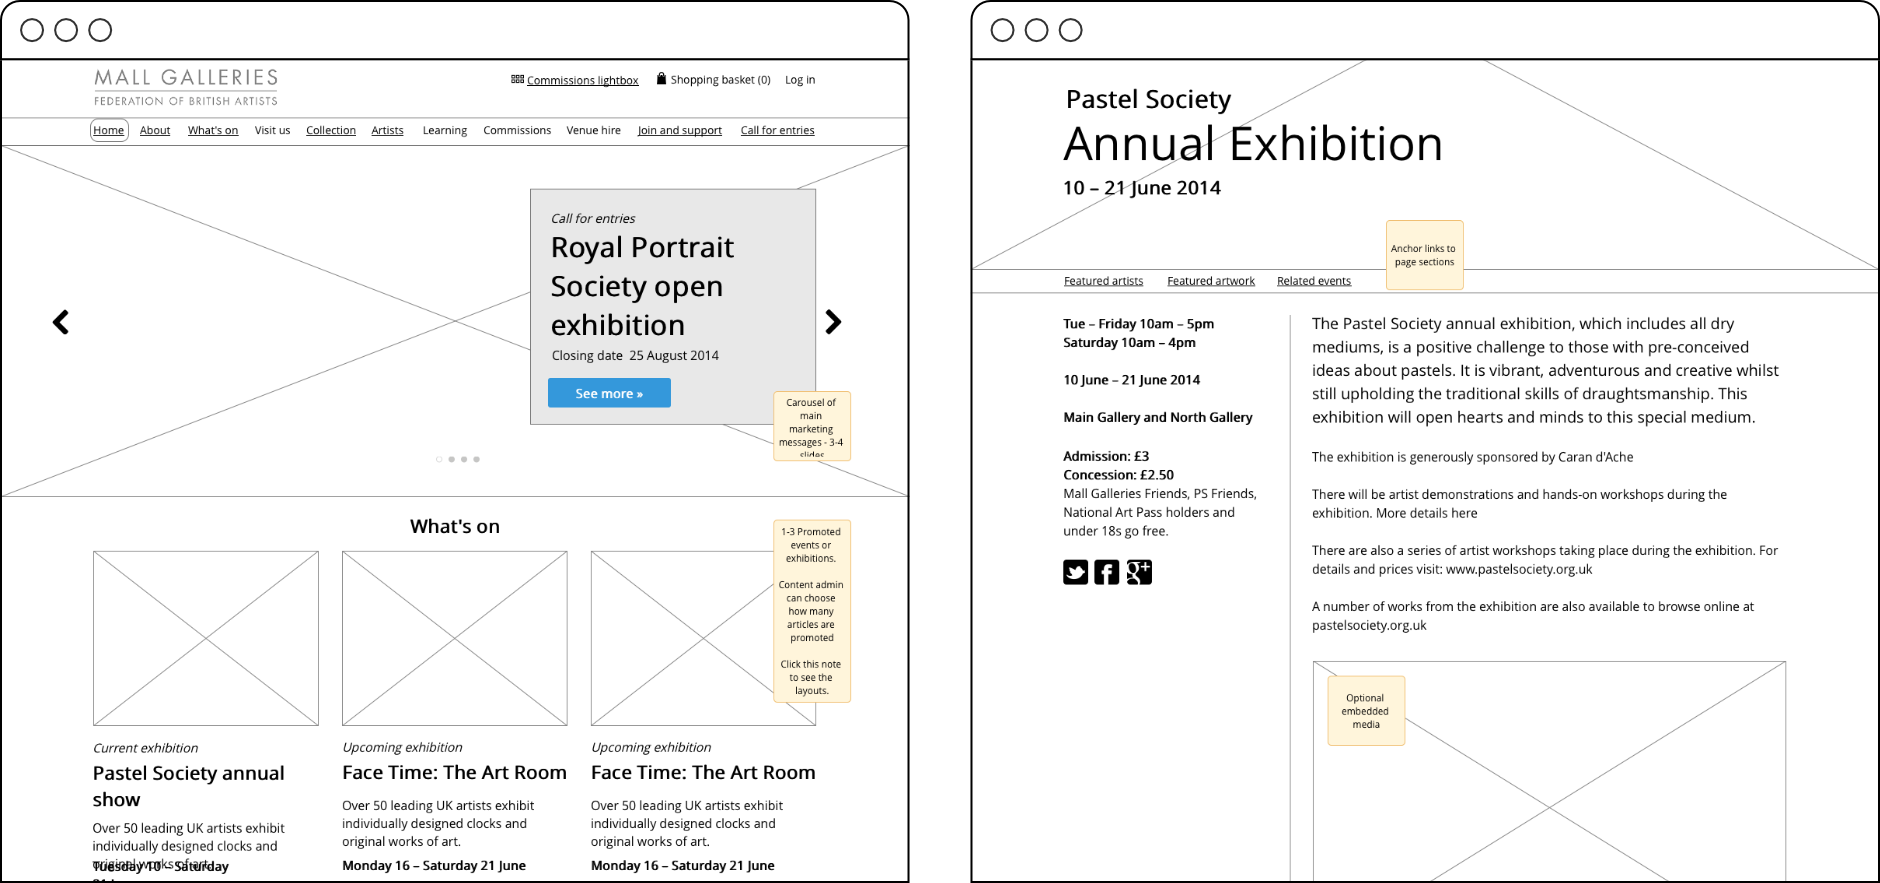 MALL GALLERIES
FEDERATION OF BRITISH ARTISTS
Commissions lightbox Shopping basket (0) Log in
Home About What's on Visit us Collection Artists Learning Commissions Venue hire Join and support Call for entries
Call for entries
Royal Portrait
Society open
exhibition
Closing date 25 August 2014
See more »
Carousel of
main
marketing
messages - 3-4
slides
What's on
1-3 Promoted
events or
exhibitions.
Content admin
can choose
how many
articles are
promoted
Click this note
to see the
layouts.
Current exhibition
Pastel Society annual
show
Over 50 leading UK artists exhibit
individually designed clocks and
original works of art.
Tuesday 10 – Saturday
Upcoming exhibition
Face Time: The Art Room
Over 50 leading UK artists exhibit
individually designed clocks and
original works of art.
Monday 16 – Saturday 21 June
Upcoming exhibition
Face Time: The Art Room
Over 50 leading UK artists exhibit
individually designed clocks and
original works of art.
Monday 16 – Saturday 21 June
Pastel Society
Annual Exhibition
10 – 21 June 2014
Anchor links to
page sections
Featured artists Featured artwork Related events
Tue – Friday 10am – 5pm
Saturday 10am – 4pm
10 June – 21 June 2014
Main Gallery and North Gallery
Admission: £3
Concession: £2.50
Mall Galleries Friends, PS Friends,
National Art Pass holders and
under 18s go free.
g+
The Pastel Society annual exhibition, which includes all dry
mediums, is a positive challenge to those with pre-conceived
ideas about pastels. It is vibrant, adventurous and creative whilst
still upholding the traditional skills of draughtsmanship. This
exhibition will open hearts and minds to this special medium.
The exhibition is generously sponsored by Caran d'Ache
There will be artist demonstrations and hands-on workshops during the
exhibition. More details here
There are also a series of artist workshops taking place during the exhibition. For
details and prices visit: www.pastelsociety.org.uk
A number of works from the exhibition are also available to browse online at
pastelsociety.org.uk
Optional
embedded
media